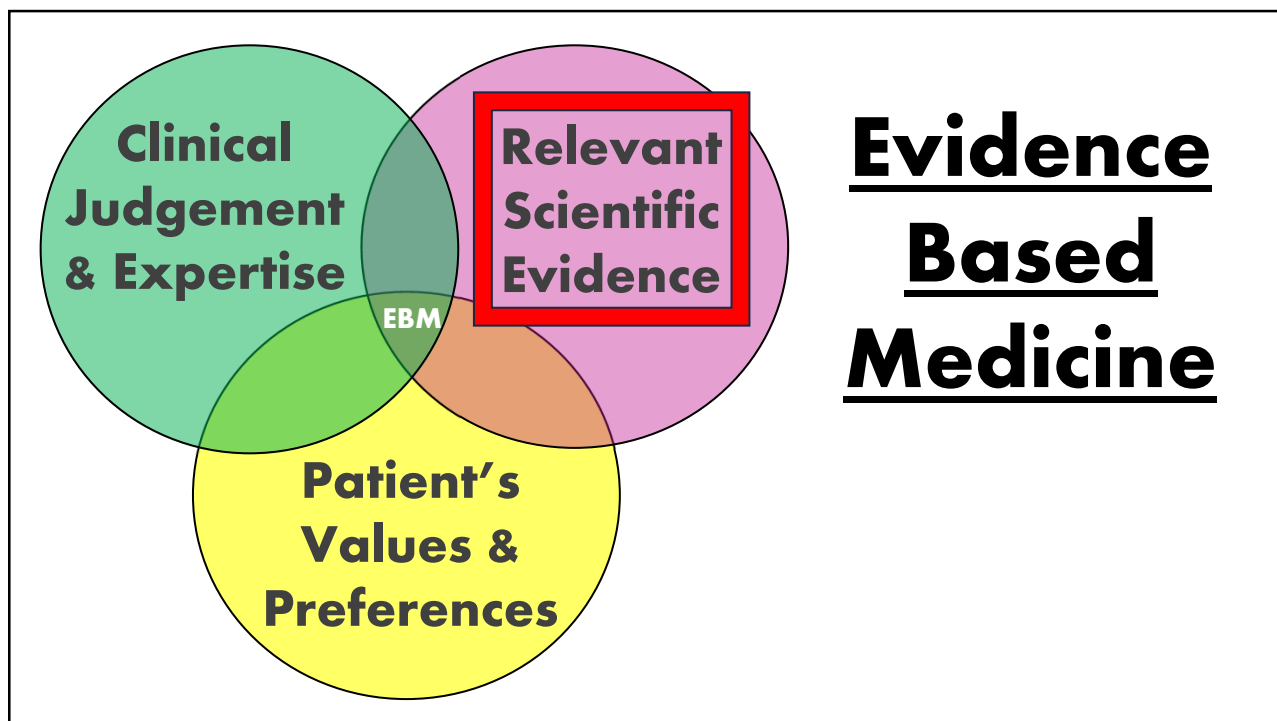 Clinical
Judgement
& Expertise
Relevant
Scientific
Evidence
EBM
Patient’s
Values &
Preferences
Evidence
Based
Medicine